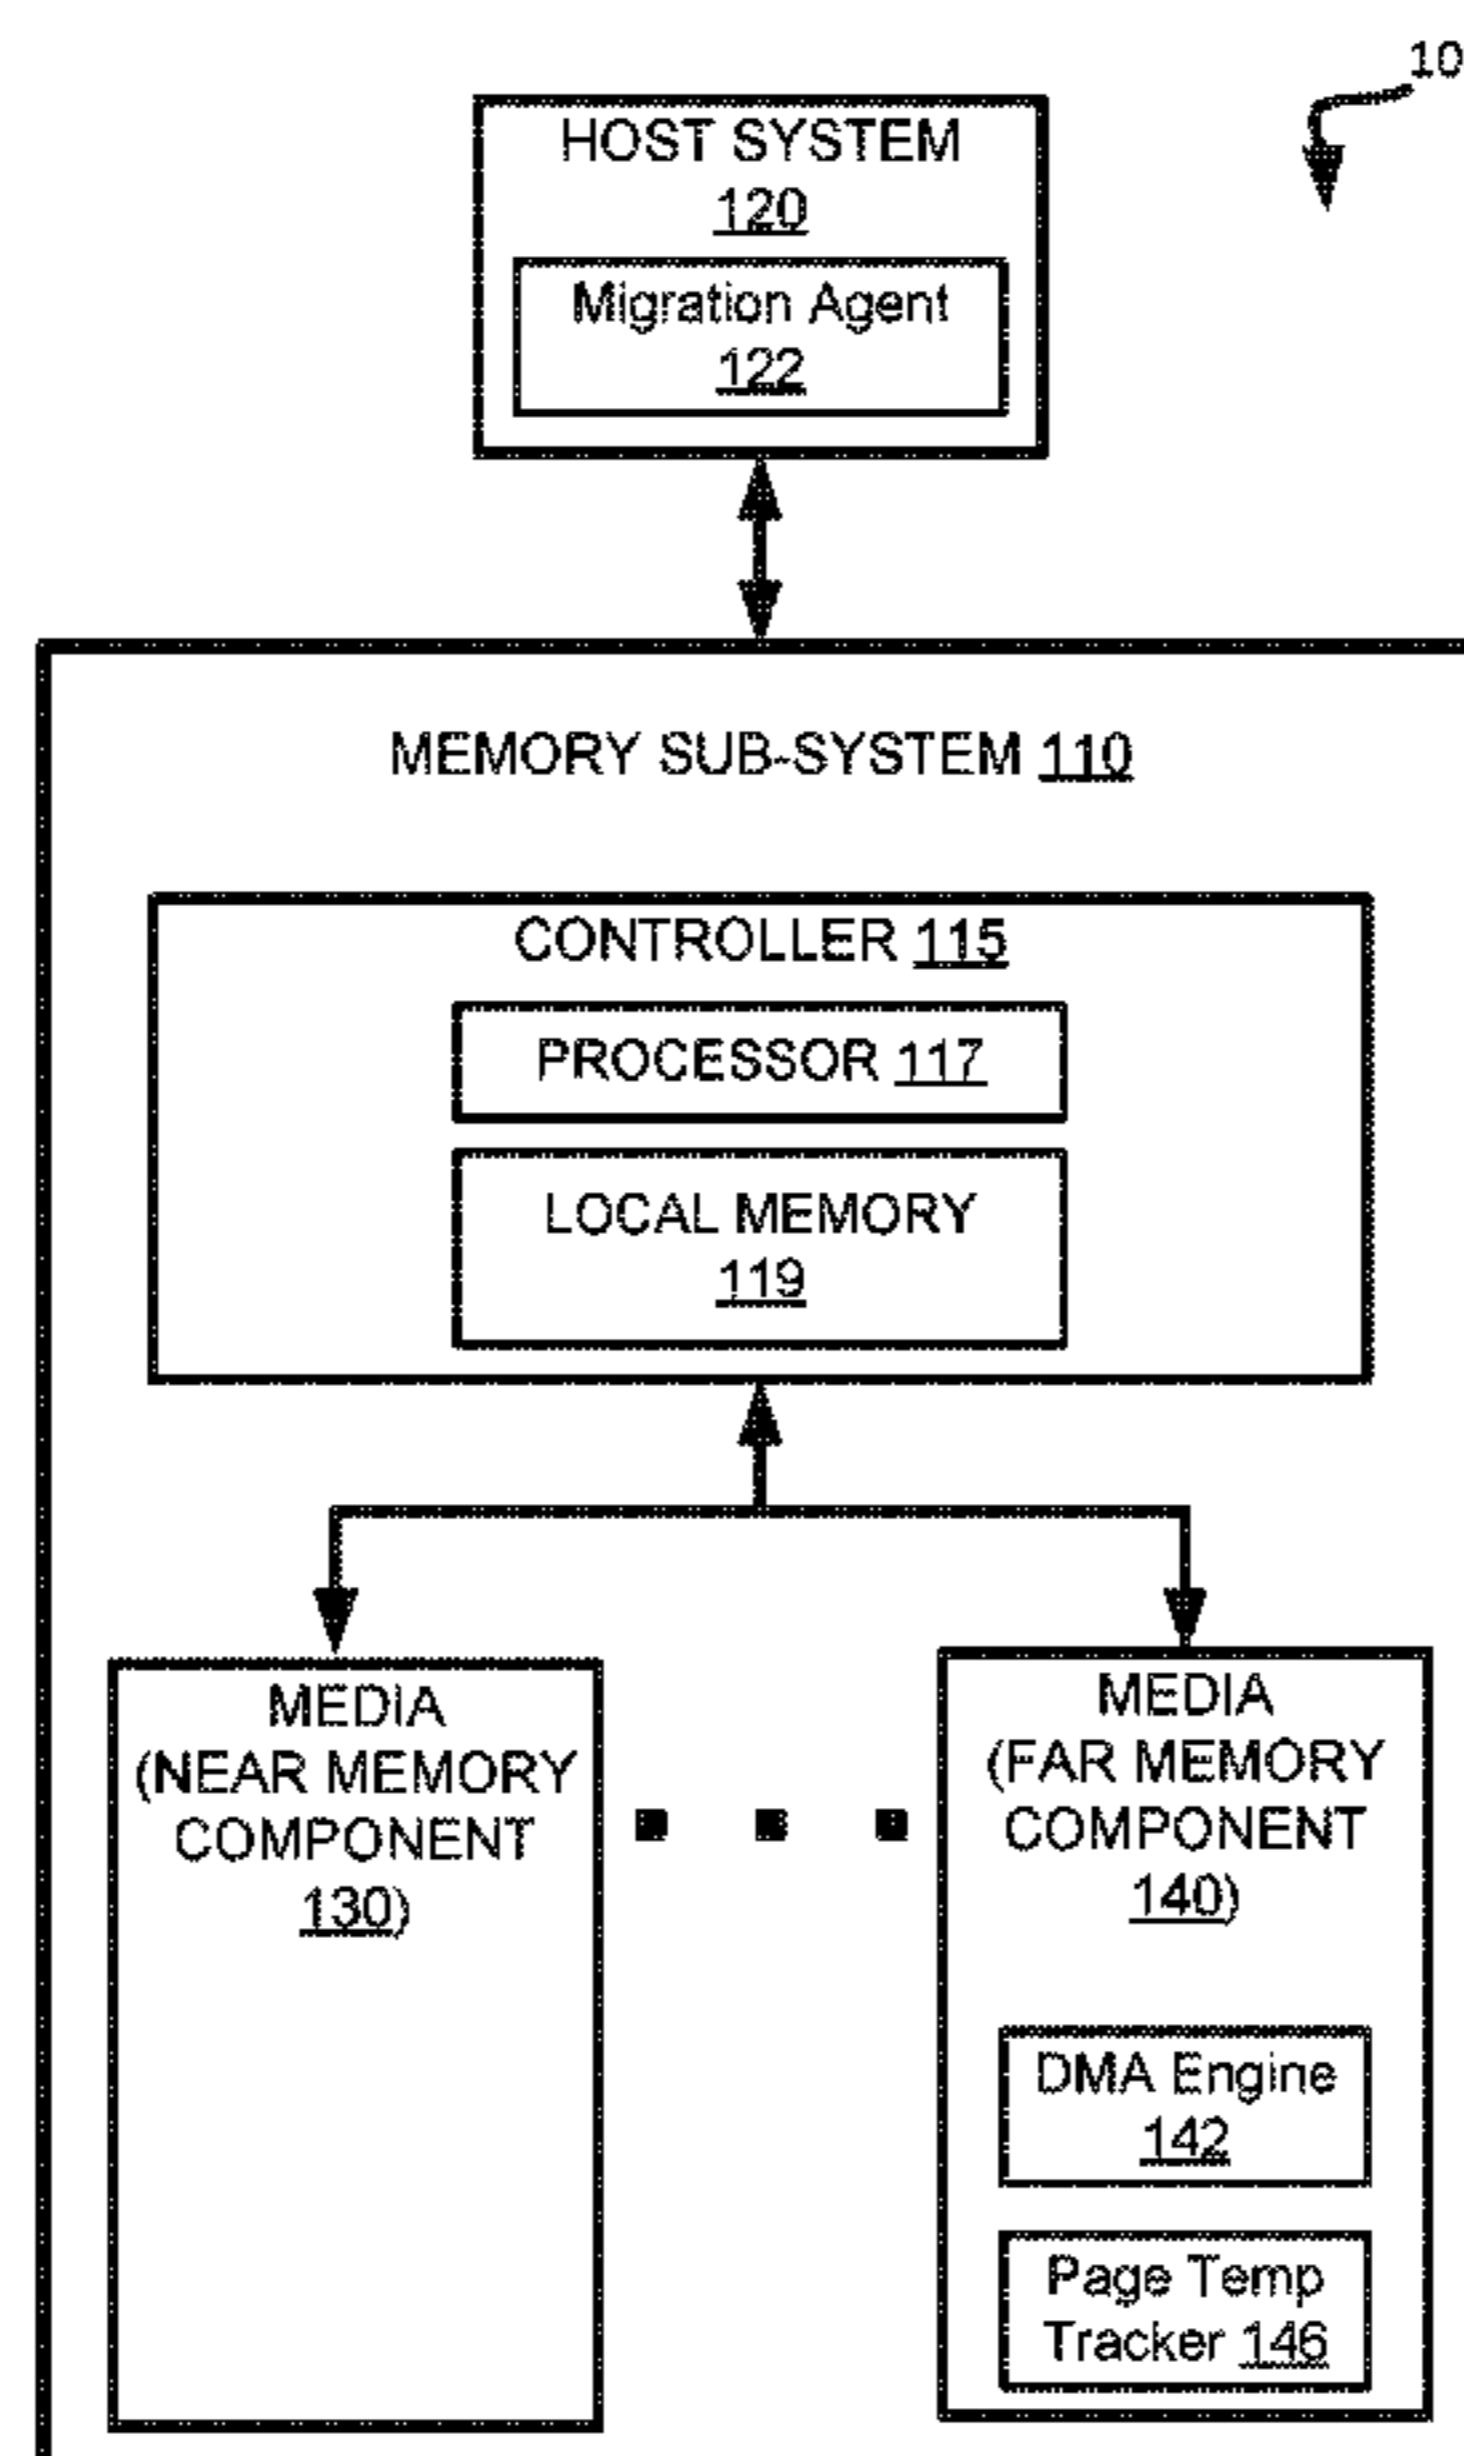 10
HOST SYSTEM
120
Migration Agent
122
MEMORY SUB-SYSTEM 110
CONTROLLER 115
PROCESSOR 117
LOCAL MEMORY
119
MEDIA
(NEAR MEMORY
COMPONENT
130)
MEDIA
(FAR MEMORY
COMPONENT
140)
DMA Engine
142
Page Temp
Tracker 146